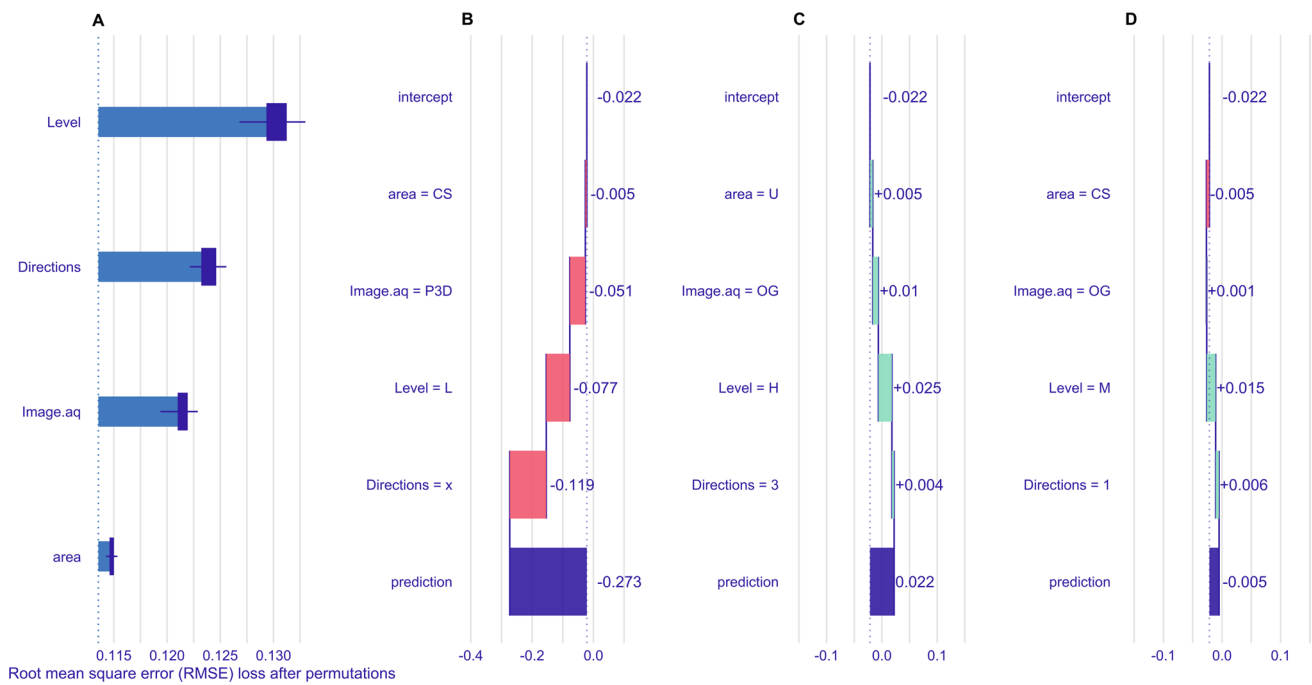 A
Level
Directions
Image.aq
area
0.115 0.120 0.125 0.130
Root mean square error (RMSE) loss after permutations
B
intercept -0.022
area = CS -0.005
Image.aq = P3D -0.051
Level = L -0.077
Directions = x -0.119
prediction -0.273
-0.4 -0.2 0.0
C
intercept -0.022
area = U +0.005
Image.aq = OG +0.01
Level = H +0.025
Directions = 3 +0.004
prediction 0.022
-0.1 0.0 0.1
D
intercept -0.022
area = CS -0.005
Image.aq = OG +0.001
Level = M +0.015
Directions = 1 +0.006
prediction -0.005
-0.1 0.0 0.1